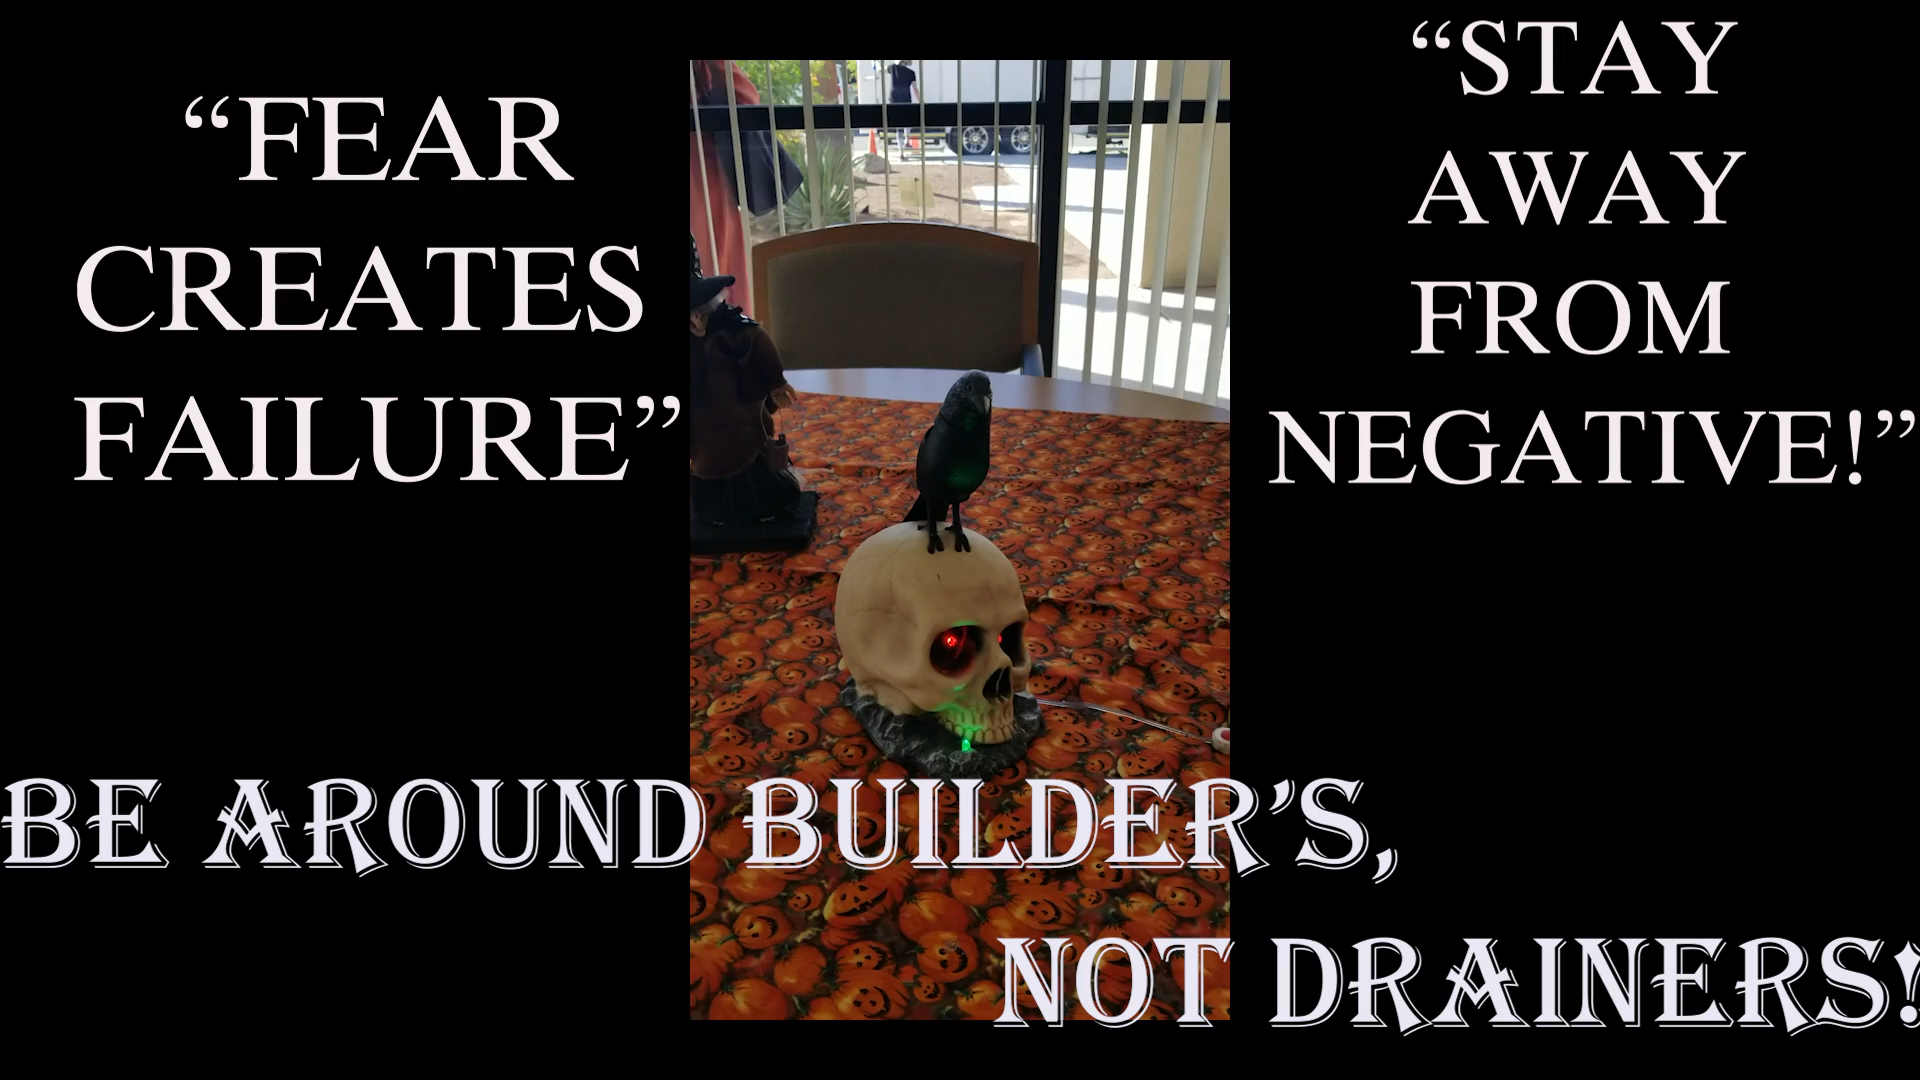 “FEAR
CREATES
FAILURE”
“STAY
AWAY
FROM
NEGATIVE!”
BE AROUND BUILDER’S,
NOT DRAINERS!